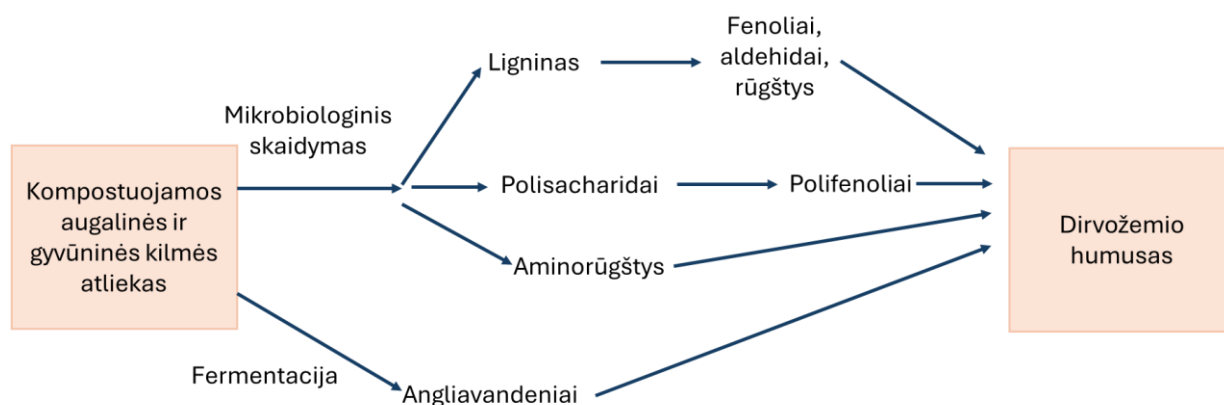 Kompostuojamos
augalinės ir
gyvūninės kilmės
atliekas
Mikrobiologinis
skaidymas
Ligninas
Fenoliai,
aldehidai,
rūgštys
Polisacharidai
Polifenoliai
Aminorūgštys
Fermentacija
Angliavandeniai
Dirvožemio
humusas